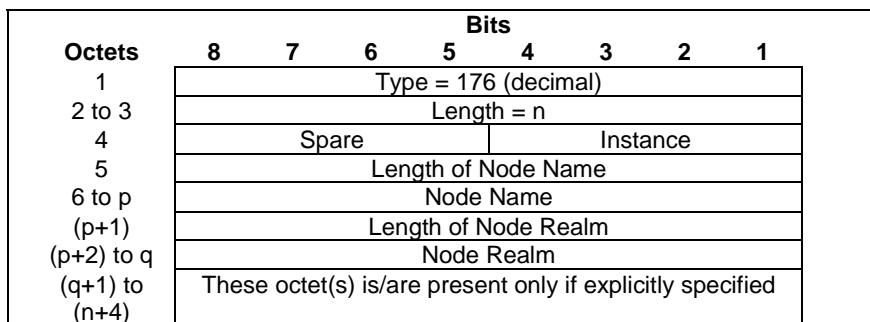 Bits
Octets 8 7 6 5 4 3 2 1
1 Type = 176 (decimal)
2 to 3 Length = n
4 Spare Instance
5 Length of Node Name
6 to p Node Name
(p+1) Length of Node Realm
(p+2) to q Node Realm
(q+1) to These octet(s) is/are present only if explicitly specified
(n+4)